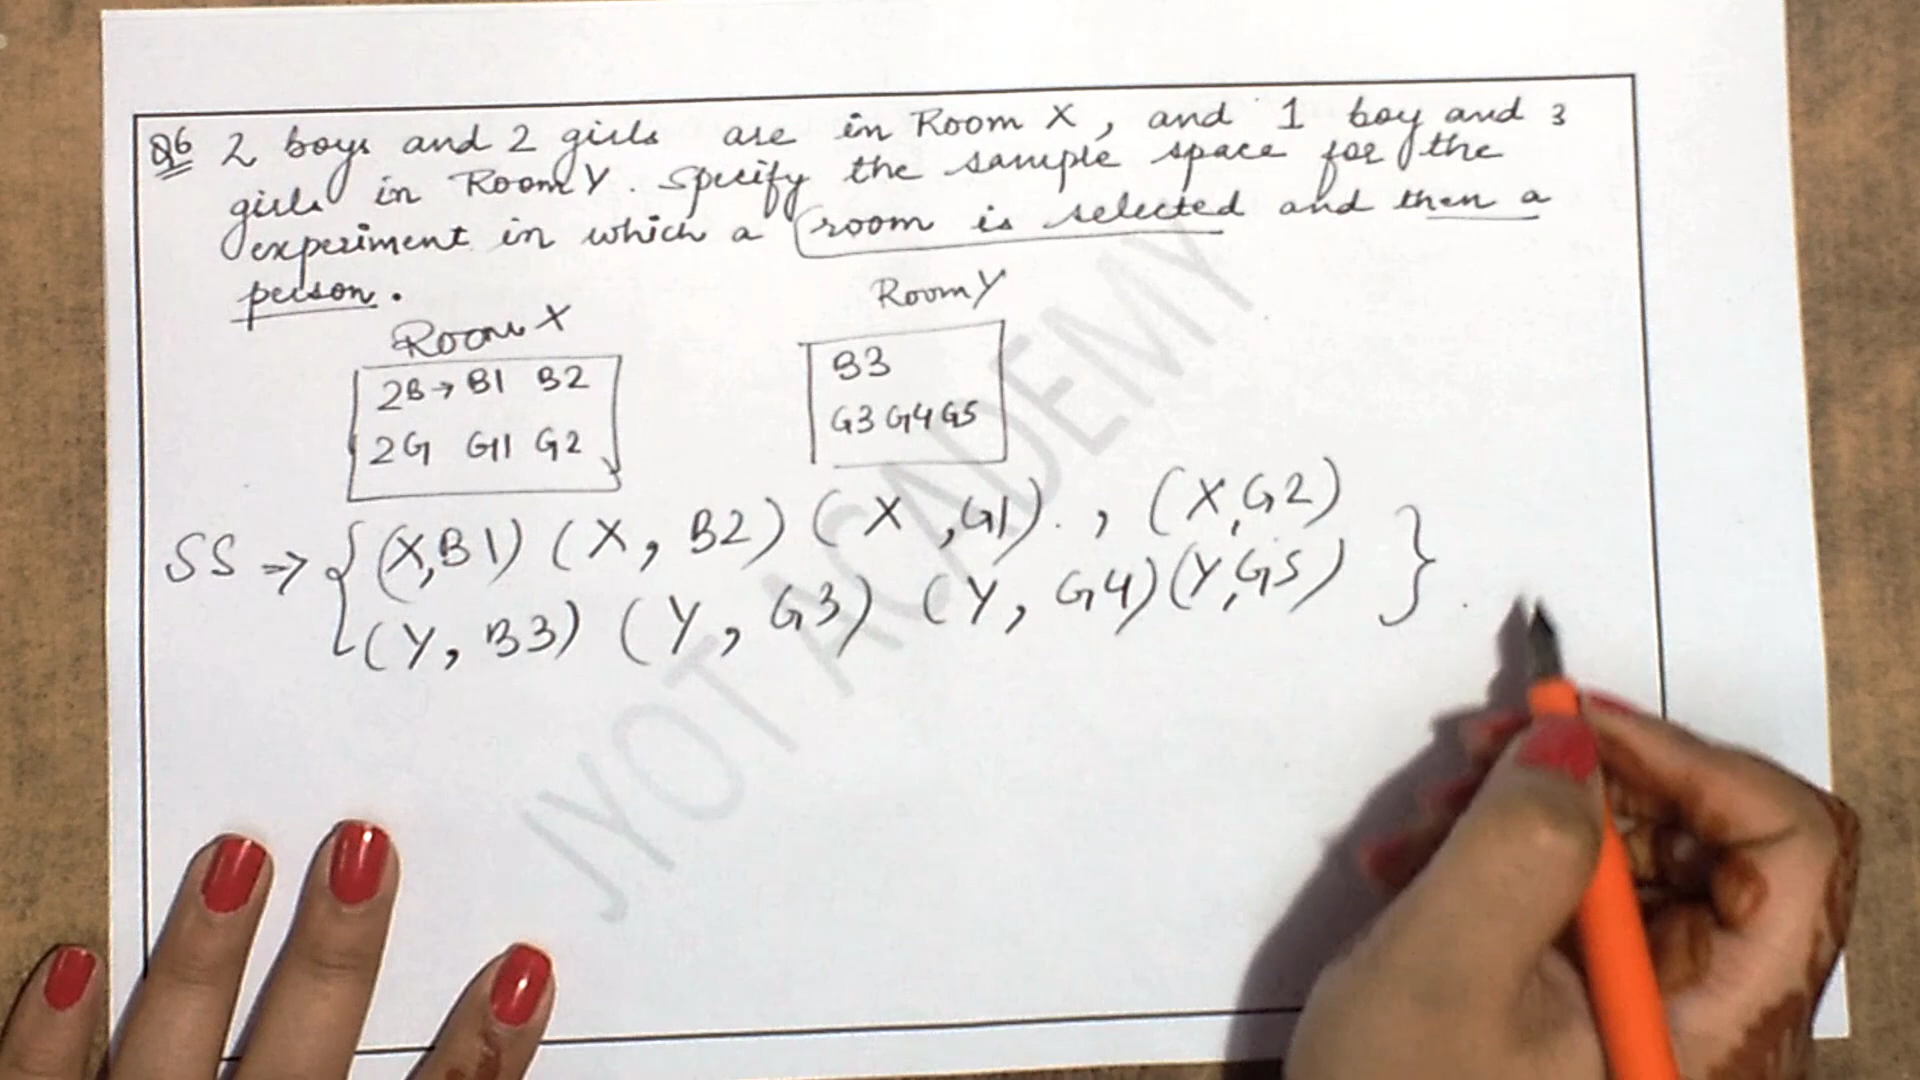 Q6 2 boys and 2 girls are in Room X, and 1 boy and 3
girls in Room Y. Specify the sample space for the
experiment in which a room is selected and then a
person.
Room X
Room Y
2B → B1 B2
2G G1 G2
B3
G3 G4 G5
SS ⇒ { (X,B1) (X, B2) (X ,G1). , (X,G2)
(Y, B3) (Y, G3) (Y, G4) (Y,G5) } .
JYOT ACADEMY